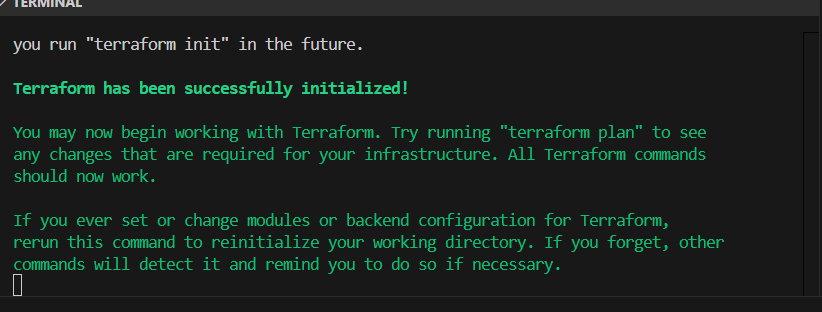 TERMINAL
you run "terraform init" in the future.
Terraform has been successfully initialized!
You may now begin working with Terraform. Try running "terraform plan" to see
any changes that are required for your infrastructure. All Terraform commands
should now work.
If you ever set or change modules or backend configuration for Terraform,
rerun this command to reinitialize your working directory. If you forget, other
commands will detect it and remind you to do so if necessary.